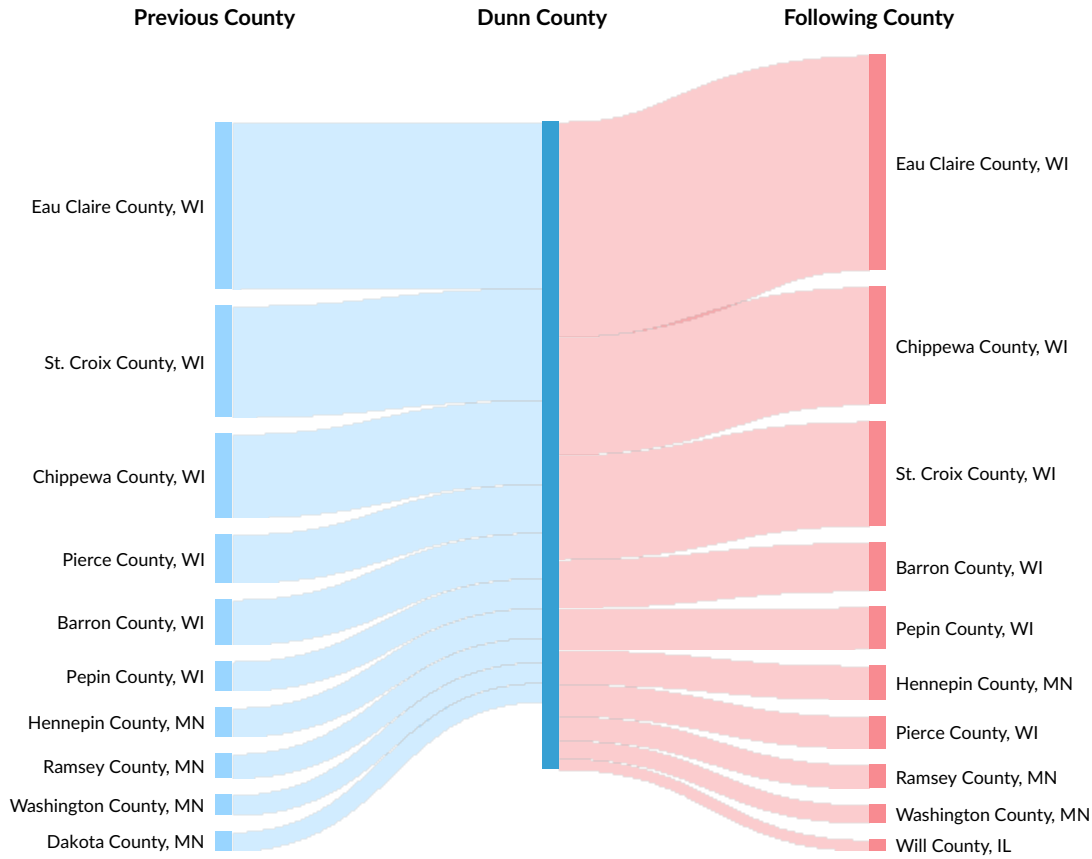 Previous County
Dunn County
Following County
Eau Claire County, WI
St. Croix County, WI
Chippewa County, WI
Pierce County, WI
Barron County, WI
Pepin County, WI
Hennepin County, MN
Ramsey County, MN
Washington County, MN
Dakota County, MN
Eau Claire County, WI
Chippewa County, WI
St. Croix County, WI
Barron County, WI
Pepin County, WI
Hennepin County, MN
Pierce County, WI
Ramsey County, MN
Washington County, MN
Will County, IL